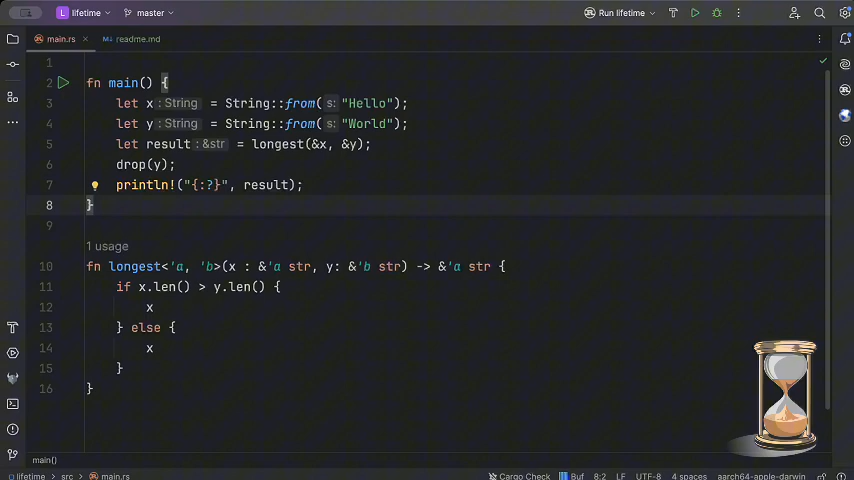 L lifetime master Run lifetime
main.rs readme.md
1
2 fn main() {
3 let x : String = String::from( s: "Hello");
4 let y : String = String::from( s: "World");
5 let result : &str = longest(&x, &y);
6 drop(y);
7 println!("{:?}", result);
8 }
9
1 usage
10 fn longest<'a, 'b>(x : &'a str, y: &'b str) -> &'a str {
11 if x.len() > y.len() {
12 x
13 } else {
14 x
15 }
16 }
main()
lifetime > src > main.rs Cargo Check Buf 8:2 LF UTF-8 4 spaces aarch64-apple-darwin